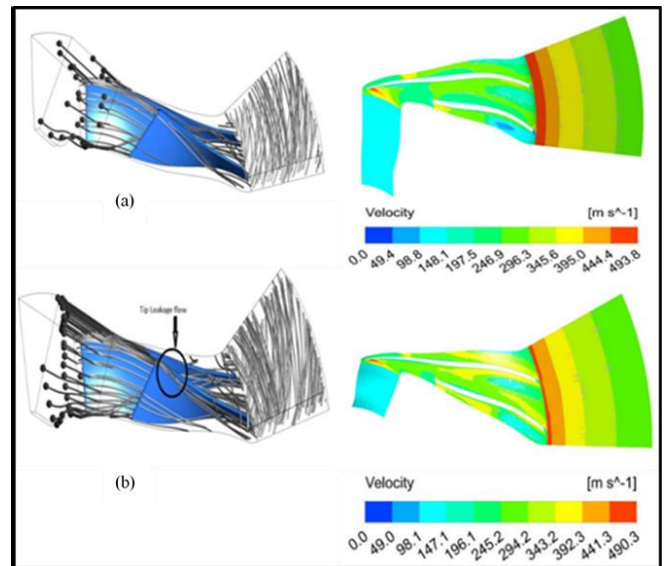 (a)
Velocity [m s^-1]
0.0 49.4 98.8 148.1 197.5 246.9 296.3 345.6 395.0 444.4 493.8
Tip Leakage flow
(b)
Velocity [m s^-1]
0.0 49.0 98.1 147.1 196.1 245.2 294.2 343.2 392.3 441.3 490.3